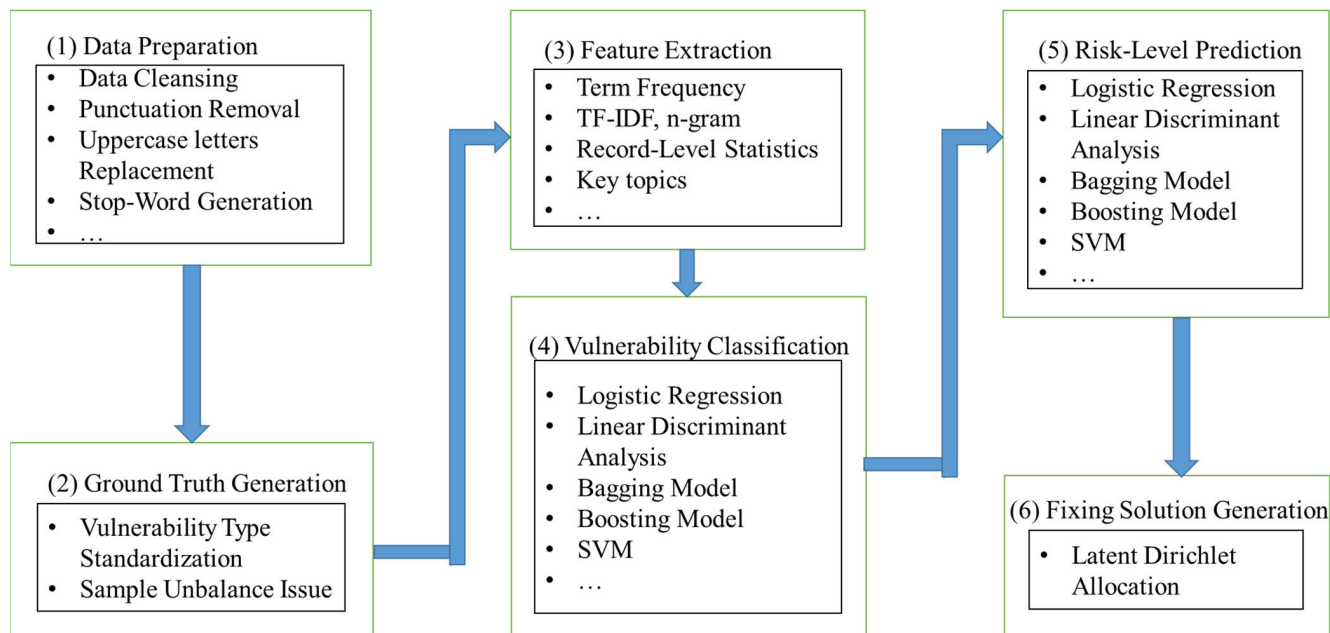 (1) Data Preparation
• Data Cleansing
• Punctuation Removal
• Uppercase letters
Replacement
• Stop-Word Generation
• …
(2) Ground Truth Generation
• Vulnerability Type
Standardization
• Sample Unbalance Issue
(3) Feature Extraction
• Term Frequency
• TF-IDF, n-gram
• Record-Level Statistics
• Key topics
• …
(4) Vulnerability Classification
• Logistic Regression
• Linear Discriminant
Analysis
• Bagging Model
• Boosting Model
• SVM
• …
(5) Risk-Level Prediction
• Logistic Regression
• Linear Discriminant
Analysis
• Bagging Model
• Boosting Model
• SVM
• …
(6) Fixing Solution Generation
• Latent Dirichlet
Allocation